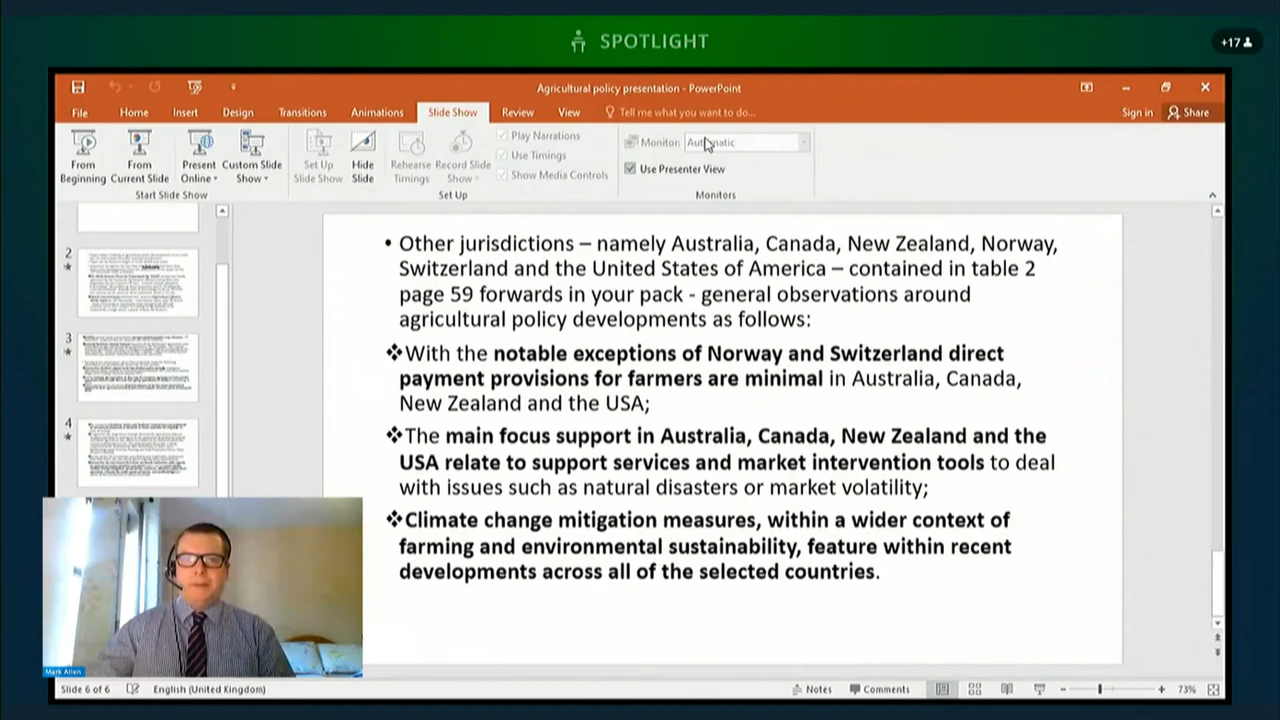 SPOTLIGHT
+17
Agricultural policy presentation - PowerPoint
File Home Insert Design Transitions Animations Slide Show Review View Tell me what you want to do... Sign in Share
From Beginning
From Current Slide
Present Online
Custom Slide Show
Start Slide Show
Set Up Slide Show
Hide Slide
Rehearse Timings
Record Slide Show
Play Narrations
Use Timings
Show Media Controls
Set Up
Monitor: Automatic
Use Presenter View
Monitors
2
3
4
• Other jurisdictions – namely Australia, Canada, New Zealand, Norway,
Switzerland and the United States of America – contained in table 2
page 59 forwards in your pack - general observations around
agricultural policy developments as follows:
❖With the notable exceptions of Norway and Switzerland direct
payment provisions for farmers are minimal in Australia, Canada,
New Zealand and the USA;
❖The main focus support in Australia, Canada, New Zealand and the
USA relate to support services and market intervention tools to deal
with issues such as natural disasters or market volatility;
❖Climate change mitigation measures, within a wider context of
farming and environmental sustainability, feature within recent
developments across all of the selected countries.
Mark Allen
Slide 6 of 6 English (United Kingdom) Notes Comments 73%